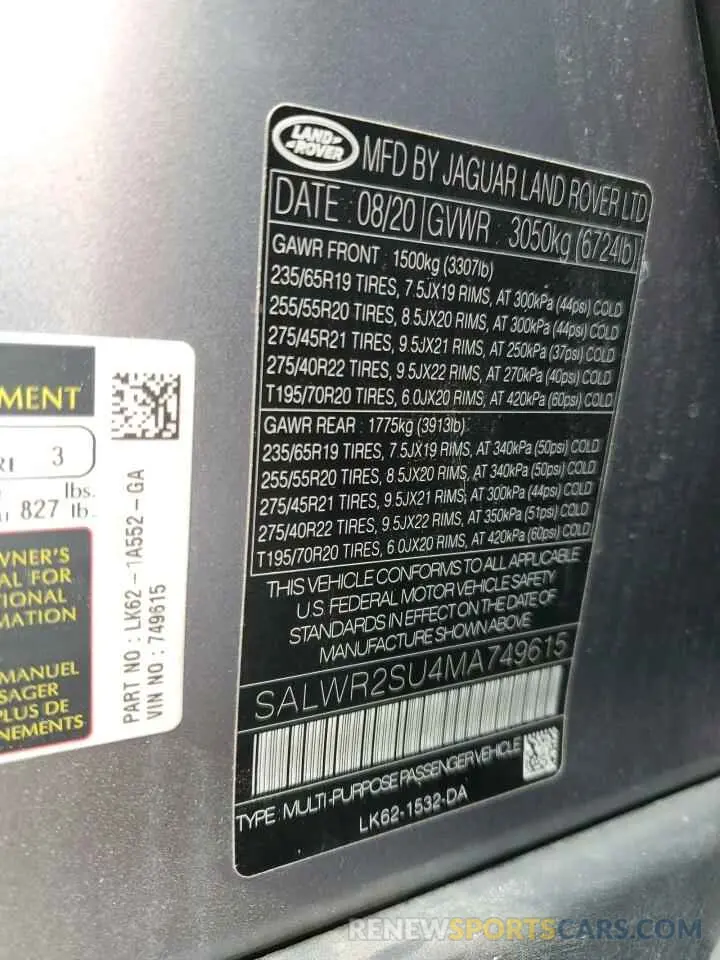 LAND ROVER
MFD BY JAGUAR LAND ROVER LTD
DATE : 08/20 GVWR : 3050kg (6724lb)
GAWR FRONT : 1500kg (3307lb)
235/65R19 TIRES, 7.5JX19 RIMS, AT 300kPa (44psi) COLD
255/55R20 TIRES, 8.5JX20 RIMS, AT 300kPa (44psi) COLD
275/45R21 TIRES, 9.5JX21 RIMS, AT 250kPa (37psi) COLD
275/40R22 TIRES, 9.5JX22 RIMS, AT 270kPa (40psi) COLD
T195/70R20 TIRES, 6.0JX20 RIMS, AT 420kPa (60psi) COLD
GAWR REAR : 1775kg (3913lb)
235/65R19 TIRES, 7.5JX19 RIMS, AT 340kPa (50psi) COLD
255/55R20 TIRES, 8.5JX20 RIMS, AT 340kPa (50psi) COLD
275/45R21 TIRES, 9.5JX21 RIMS, AT 300kPa (44psi) COLD
275/40R22 TIRES, 9.5JX22 RIMS, AT 350kPa (51psi) COLD
T195/70R20 TIRES, 6.0JX20 RIMS, AT 420kPa (60psi) COLD
THIS VEHICLE CONFORMS TO ALL APPLICABLE
U.S. FEDERAL MOTOR VEHICLE SAFETY
STANDARDS IN EFFECT ON THE DATE OF
MANUFACTURE SHOWN ABOVE
SALWR2SU4MA749615
TYPE : MULTI-PURPOSE PASSENGER VEHICLE
LK62-1532-DA
EMENT
3
lbs.
827 lb.
WNER'S
AL FOR
TIONAL
MATION
MANUEL
SAGER
PLUS DE
NEMENTS
PART NO : LK62-1A552-GA
VIN NO : 749615
RENEWSPORTSCARS.COM